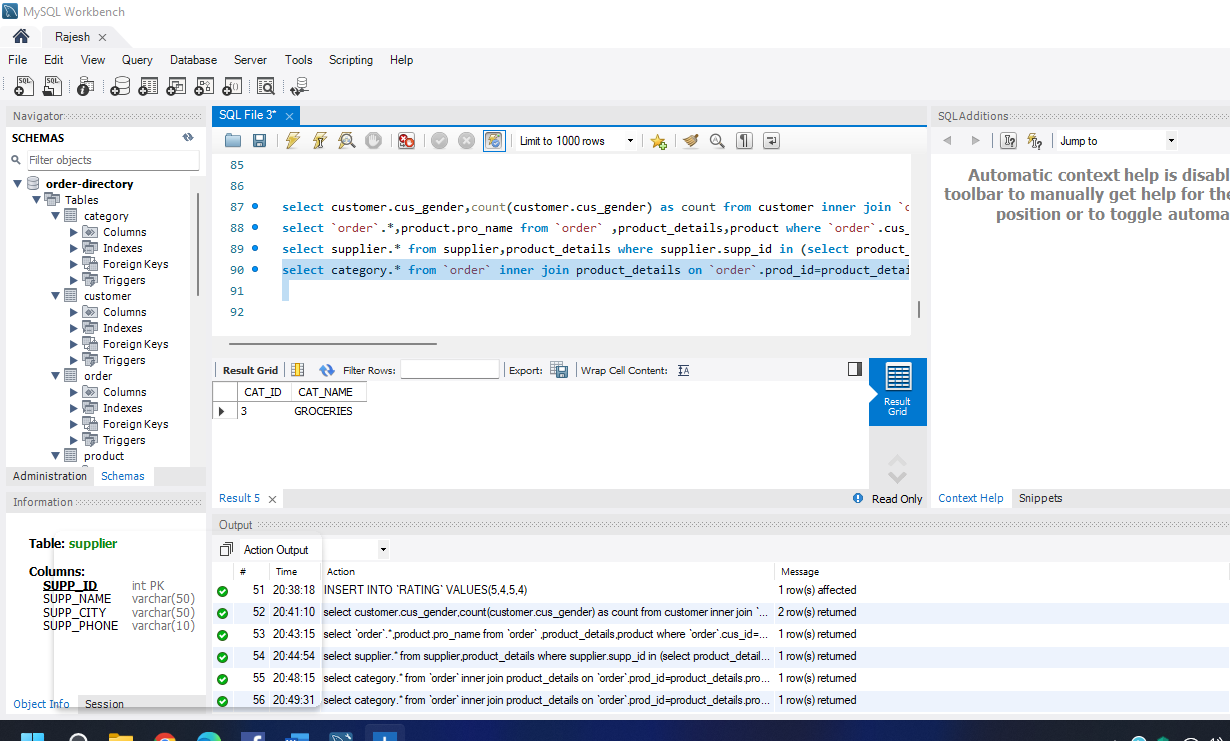 MySQL Workbench
Rajesh
File Edit View Query Database Server Tools Scripting Help
Navigator
SCHEMAS
Filter objects
order-directory
Tables
category
Columns
Indexes
Foreign Keys
Triggers
customer
Columns
Indexes
Foreign Keys
Triggers
order
Columns
Indexes
Foreign Keys
Triggers
product
Administration Schemas
Information
Table: supplier
Columns:
SUPP_ID int PK
SUPP_NAME varchar(50)
SUPP_CITY varchar(50)
SUPP_PHONE varchar(10)
Object Info Session
SQL File 3*
Limit to 1000 rows
85
86
87 select customer.cus_gender,count(customer.cus_gender) as count from customer inner join `
88 select `order`.*,product.pro_name from `order` ,product_details,product where `order`.cus_
89 select supplier.* from supplier,product_details where supplier.supp_id in (select product_
90 select category.* from `order` inner join product_details on `order`.prod_id=product_detai
91
92
Result Grid Filter Rows: Export: Wrap Cell Content:
CAT_ID CAT_NAME
3 GROCERIES
Result Grid
Result 5
Read Only
SQLAdditions
Jump to
Automatic context help is disabl
toolbar to manually get help for the
position or to toggle automa
Context Help Snippets
Output
Action Output
# Time Action Message
51 20:38:18 INSERT INTO `RATING` VALUES(5,4,5,4) 1 row(s) affected
52 20:41:10 select customer.cus_gender,count(customer.cus_gender) as count from customer inner join `... 2 row(s) returned
53 20:43:15 select `order`.*,product.pro_name from `order` ,product_details,product where `order`.cus_id=... 1 row(s) returned
54 20:44:54 select supplier.* from supplier,product_details where supplier.supp_id in (select product_detail... 1 row(s) returned
55 20:48:15 select category.* from `order` inner join product_details on `order`.prod_id=product_details.pro... 1 row(s) returned
56 20:49:31 select category.* from `order` inner join product_details on `order`.prod_id=product_details.pro... 1 row(s) returned